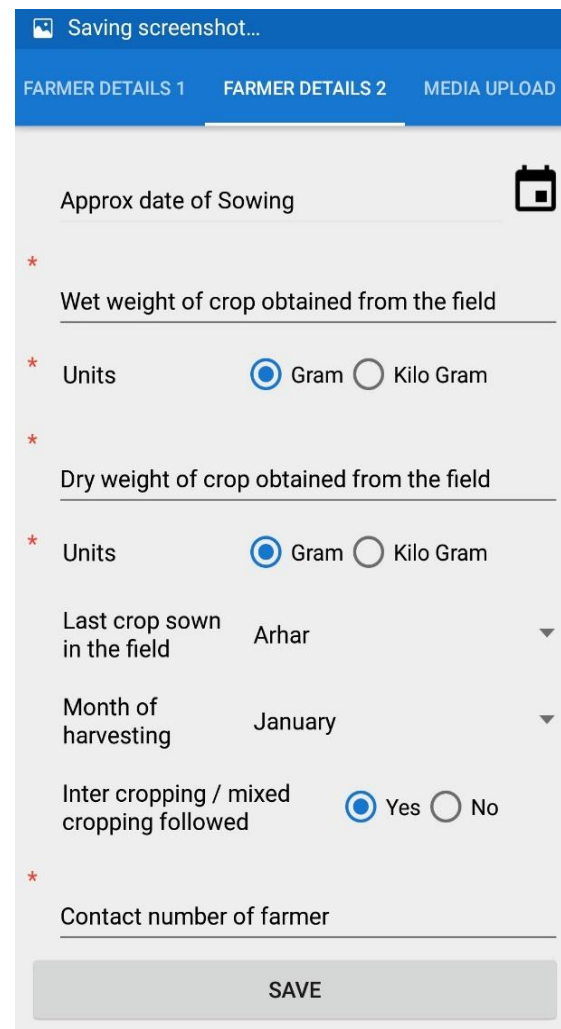 Saving screenshot...
FARMER DETAILS 1 FARMER DETAILS 2 MEDIA UPLOAD
Approx date of Sowing
*
Wet weight of crop obtained from the field
* Units Gram Kilo Gram
*
Dry weight of crop obtained from the field
* Units Gram Kilo Gram
Last crop sown
in the field Arhar
Month of
harvesting January
Inter cropping / mixed
cropping followed Yes No
*
Contact number of farmer
SAVE